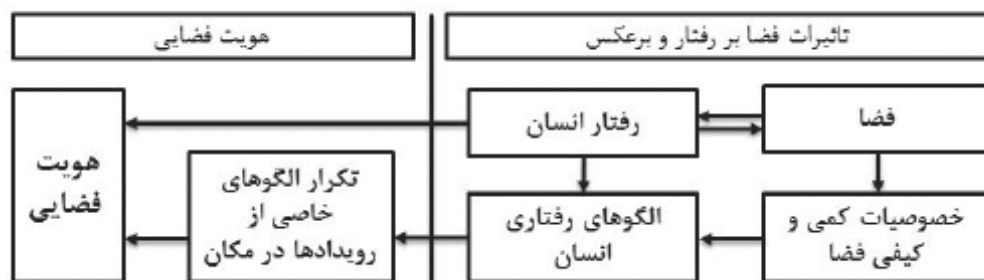 تاثیرات فضا بر رفتار و برعکس
هویت فضایی
فضا
رفتار انسان
خصوصیات کمی و
کیفی فضا
الگوهای رفتاری
انسان
تکرار الگوهای
خاصی از
رویدادها در مکان
هویت
فضایی